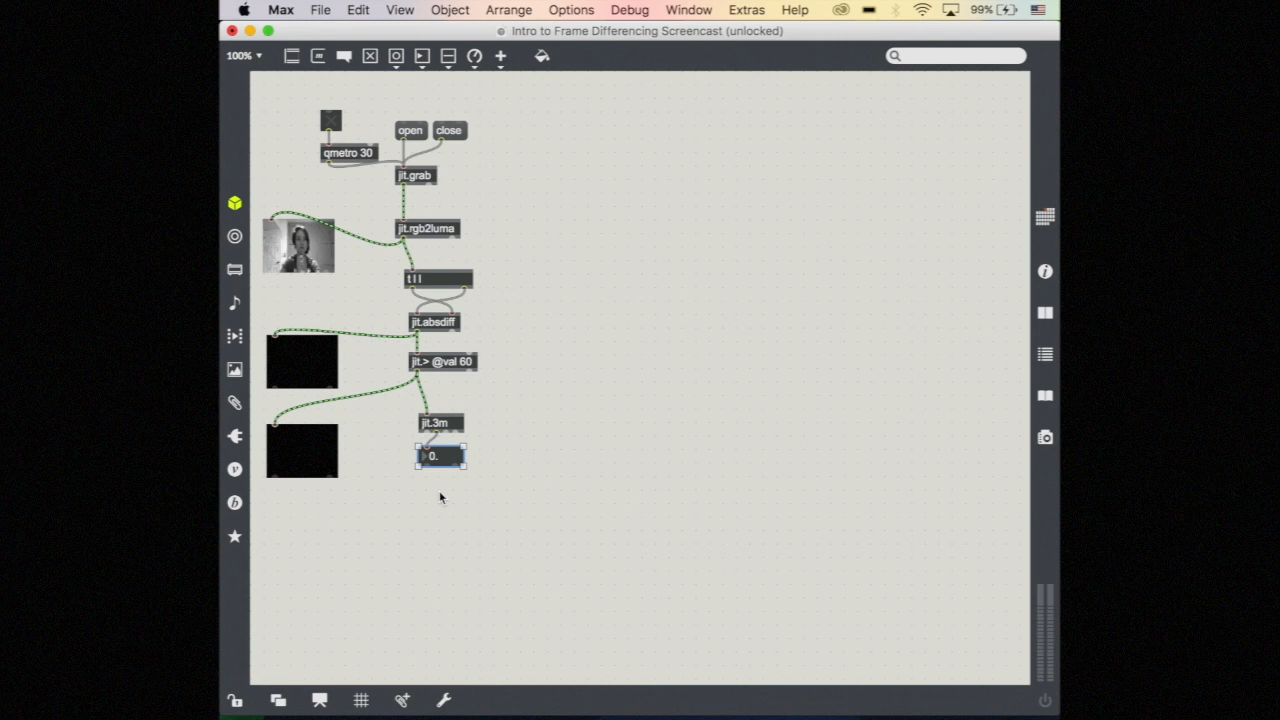 Max File Edit View Object Arrange Options Debug Window Extras Help 99%
Intro to Frame Differencing Screencast (unlocked)
100%
open close
qmetro 30
jit.grab
jit.rgb2luma
t l l
jit.absdiff
jit.> @val 60
jit.3m
0.